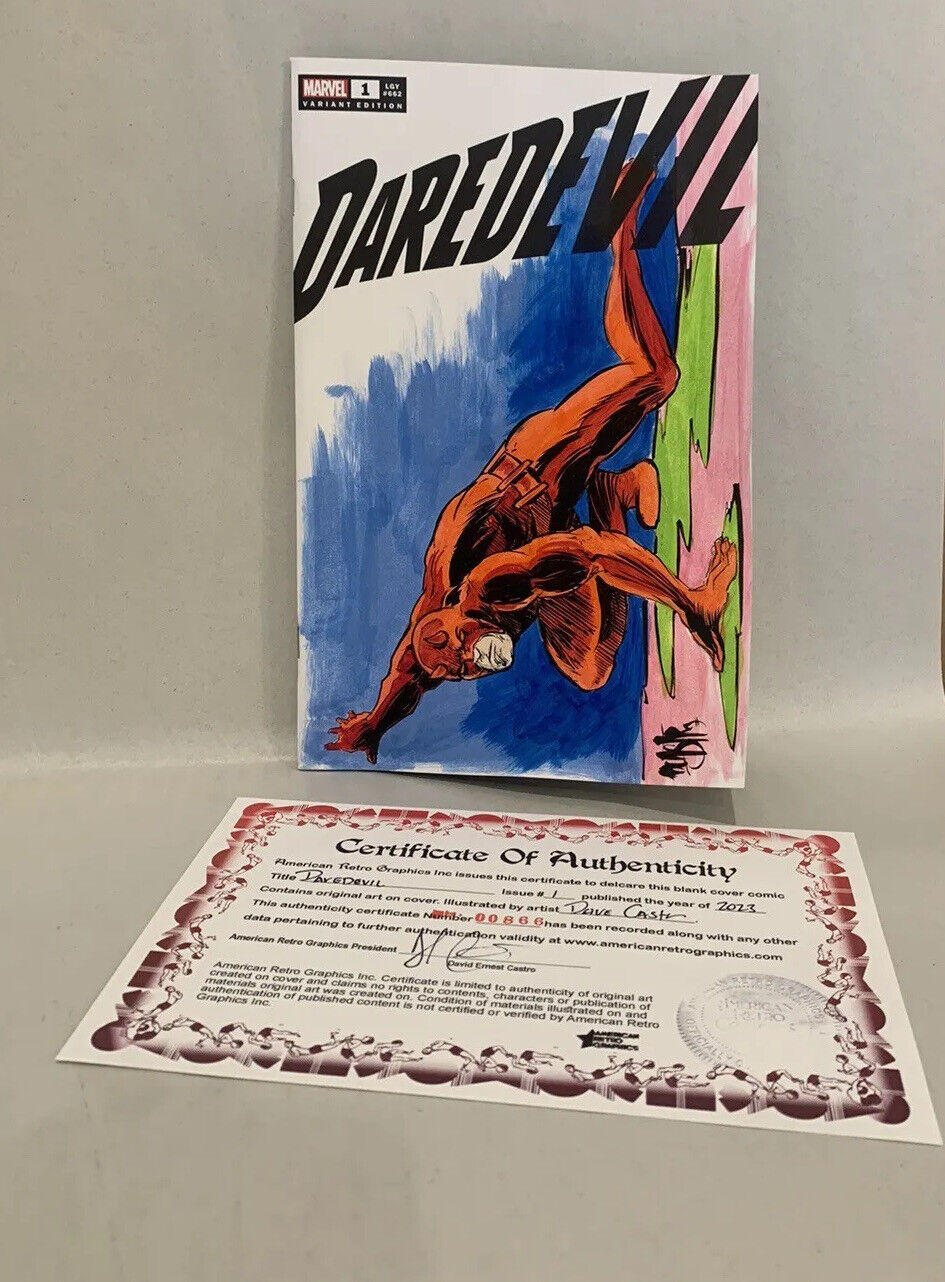 MARVEL 1 LGY #662
VARIANT EDITION
DAREDEVIL
Certificate Of Authenticity
American Retro Graphics Inc issues this certificate to delcare this blank cover comic
Title Daredevil Issue #. 1 published the year of 2023
Contains original art on cover. Illustrated by artist Dave Castr
This authenticity certificate Number 00866 has been recorded along with any other
data pertaining to further authentication validity at www.americanretrographics.com
American Retro Graphics President
David Ernest Castro
American Retro Graphics Inc. Certificate is limited to authenticity of original art
created on cover and claims no rights to contents, characters or publication of
materials original art was created on. Condition of materials illustrated on and
authentication of published content is not certified or verified by American Retro
Graphics Inc.
AMERICAN
RETRO
GRAPHICS
AMERICAN
RETRO